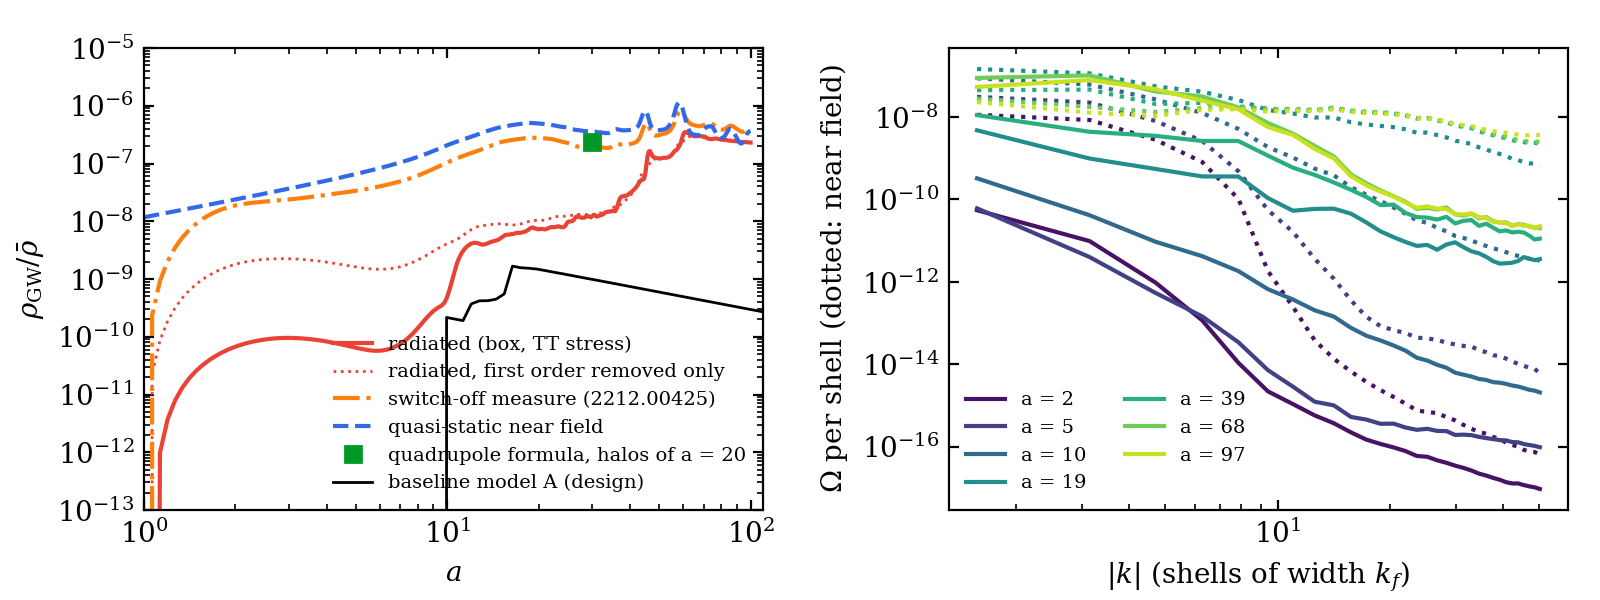 10^{-5}
10^{-6}
10^{-7}
10^{-8}
10^{-9}
10^{-10}
10^{-11}
10^{-12}
10^{-13}
ρ_{GW}/ρ̄
radiated (box, TT stress)
radiated, first order removed only
switch-off measure (2212.00425)
quasi-static near field
quadrupole formula, halos of a = 20
baseline model A (design)
10^0 10^1 10^2
a
Ω per shell (dotted: near field)
10^{-8}
10^{-10}
10^{-12}
10^{-14}
10^{-16}
a = 2
a = 5
a = 10
a = 19
a = 39
a = 68
a = 97
10^1
|k| (shells of width k_f)